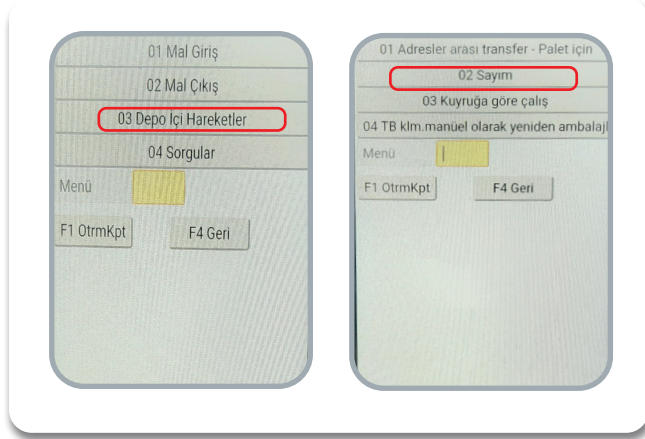 01 Mal Giriş
02 Mal Çıkış
03 Depo İçi Hareketler
04 Sorgular
Menü
F1 OtrmKpt
F4 Geri
01 Adresler arası transfer - Palet için
02 Sayım
03 Kuyruğa göre çalış
04 TB klm.manüel olarak yeniden ambalajl
Menü
F1 OtrmKpt
F4 Geri